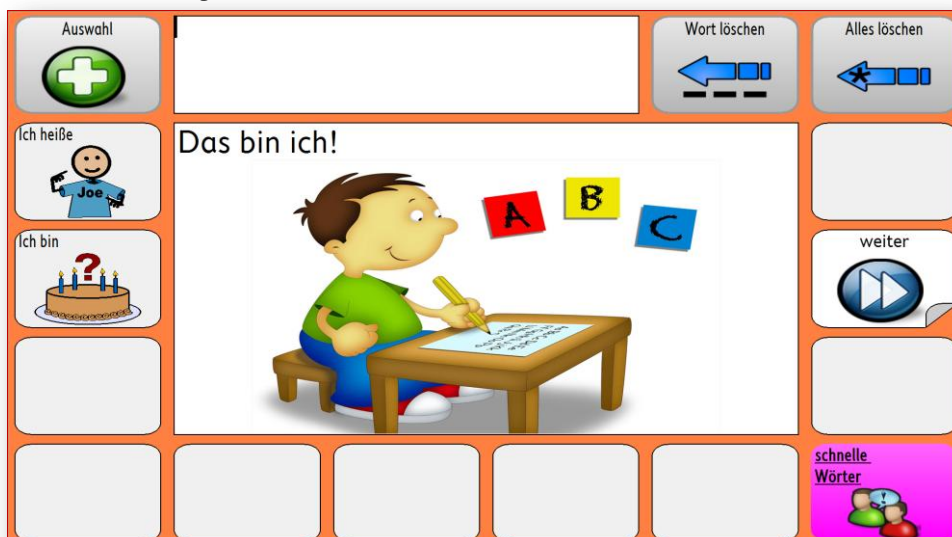 Auswahl
Wort löschen
Alles löschen
Ich heiße
Joe
Das bin ich!
A
B
C
Ich bin
?
weiter
schnelle
Wörter
!